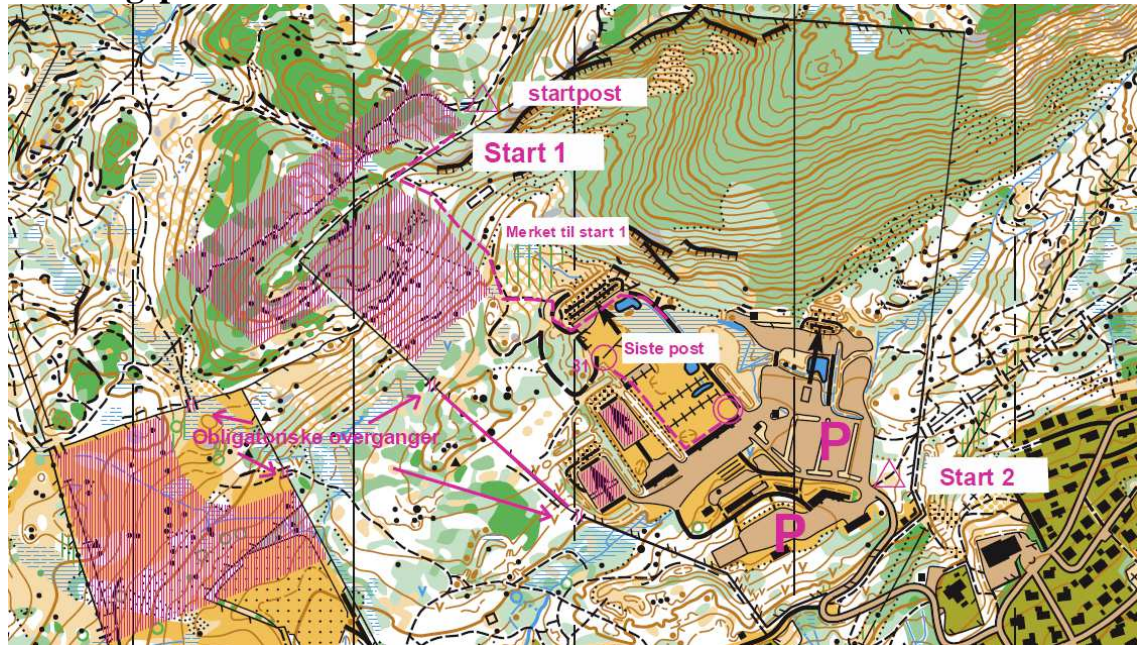 startpost
Start 1
Merket til start 1
Siste post
31
Obligatoriske overganger
P
Start 2
P